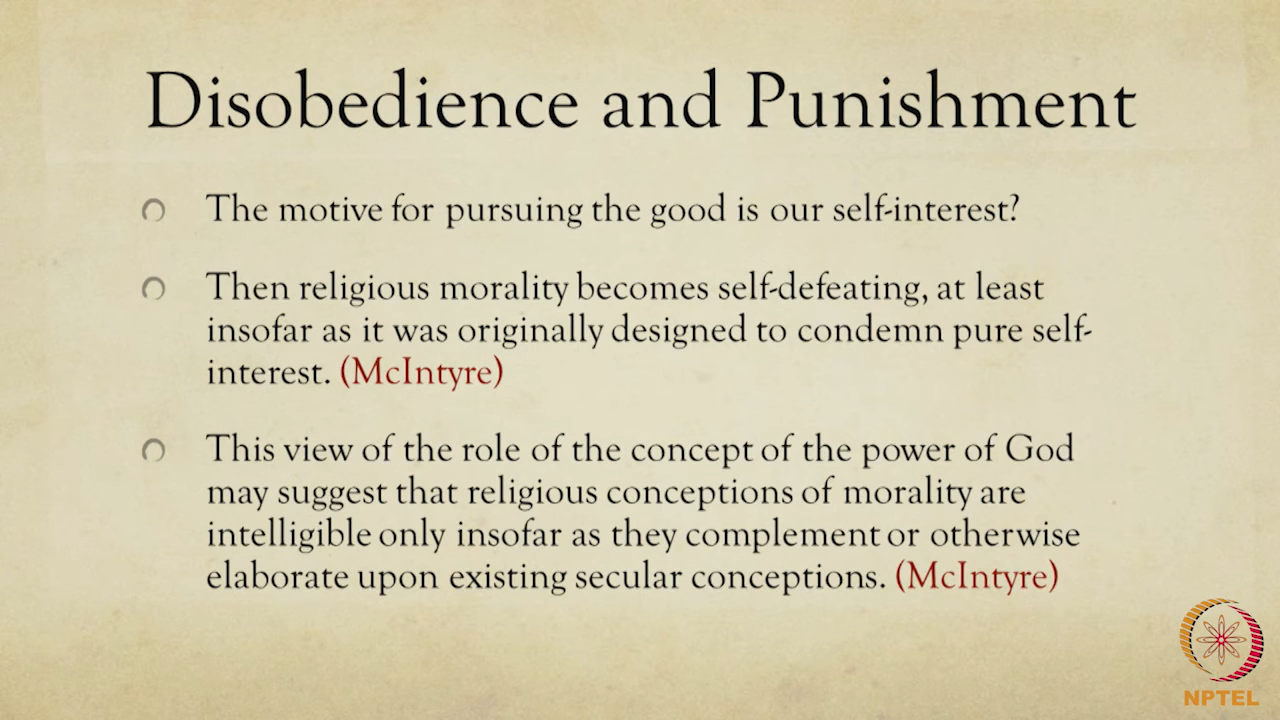 Disobedience and Punishment
The motive for pursuing the good is our self-interest?
Then religious morality becomes self-defeating, at least
insofar as it was originally designed to condemn pure self-
interest. (McIntyre)
This view of the role of the concept of the power of God
may suggest that religious conceptions of morality are
intelligible only insofar as they complement or otherwise
elaborate upon existing secular conceptions. (McIntyre)
NPTEL